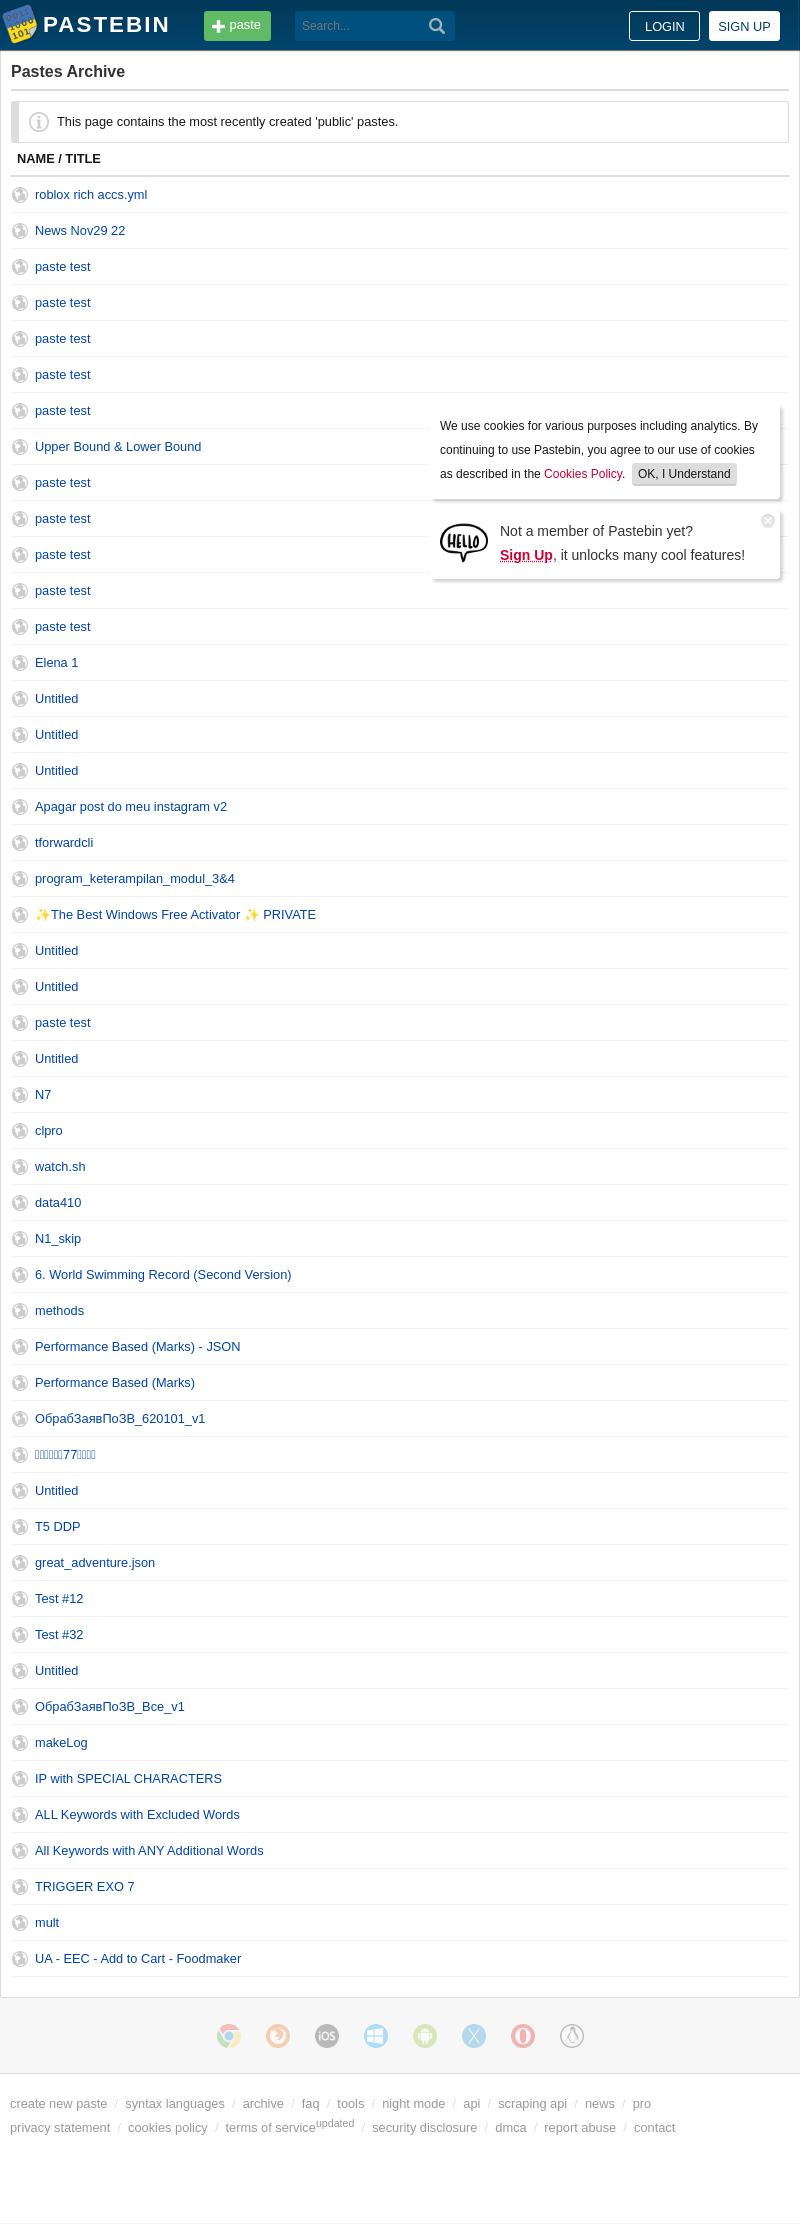 PASTEBIN
paste
Search...
LOGIN
SIGN UP
Pastes Archive
This page contains the most recently created 'public' pastes.
NAME / TITLE
roblox rich accs.yml
News Nov29 22
paste test
paste test
paste test
paste test
paste test
We use cookies for various purposes including analytics. By
continuing to use Pastebin, you agree to our use of cookies
as described in the Cookies Policy. OK, I Understand
Upper Bound & Lower Bound
paste test
paste test
HELLO
Not a member of Pastebin yet?
Sign Up, it unlocks many cool features!
paste test
paste test
paste test
Elena 1
Untitled
Untitled
Untitled
Apagar post do meu instagram v2
tforwardcli
program_keterampilan_modul_3&4
✨The Best Windows Free Activator ✨ PRIVATE
Untitled
Untitled
paste test
Untitled
N7
clpro
watch.sh
data410
N1_skip
6. World Swimming Record (Second Version)
methods
Performance Based (Marks) - JSON
Performance Based (Marks)
ОбрабЗаявПоЗВ_620101_v1
77
Untitled
T5 DDP
great_adventure.json
Test #12
Test #32
Untitled
ОбрабЗаявПоЗВ_Все_v1
makeLog
IP with SPECIAL CHARACTERS
ALL Keywords with Excluded Words
All Keywords with ANY Additional Words
TRIGGER EXO 7
mult
UA - EEC - Add to Cart - Foodmaker
iOS
create new paste / syntax languages / archive / faq / tools / night mode / api / scraping api / news / pro
privacy statement / cookies policy / terms of serviceupdated / security disclosure / dmca / report abuse / contact